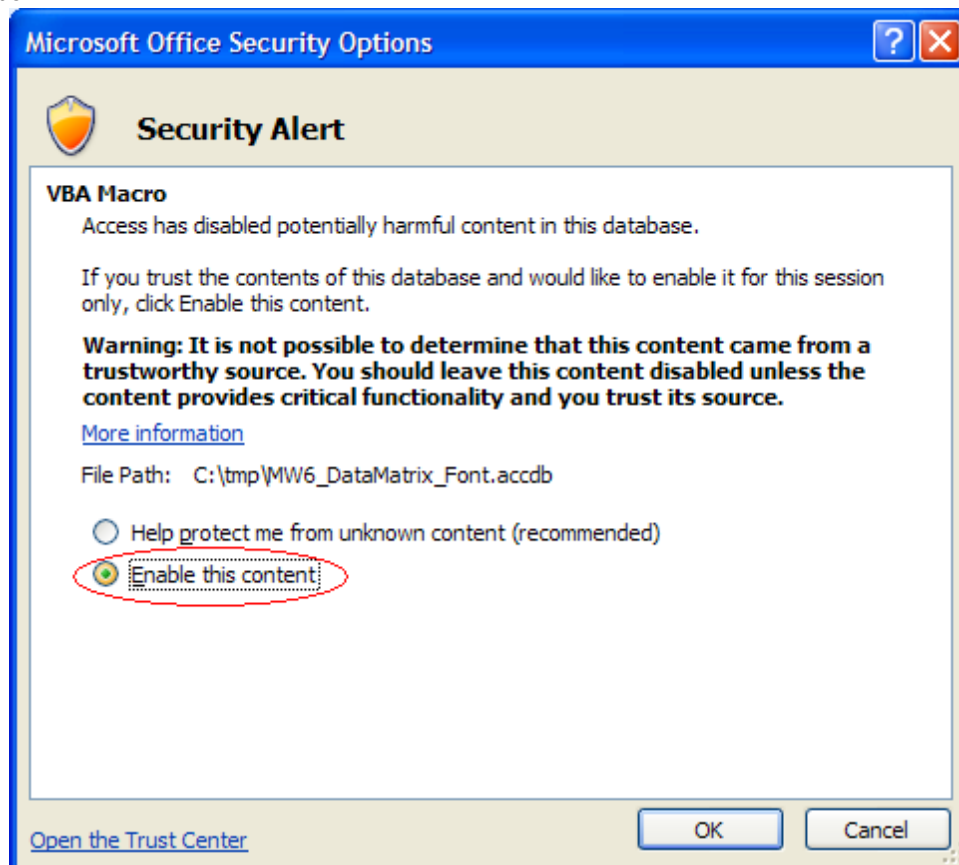 Microsoft Office Security Options
Security Alert
VBA Macro
Access has disabled potentially harmful content in this database.
If you trust the contents of this database and would like to enable it for this session
only, click Enable this content.
Warning: It is not possible to determine that this content came from a
trustworthy source. You should leave this content disabled unless the
content provides critical functionality and you trust its source.
More information
File Path: C:\tmp\MW6_DataMatrix_Font.accdb
Help protect me from unknown content (recommended)
Enable this content
Open the Trust Center
OK
Cancel